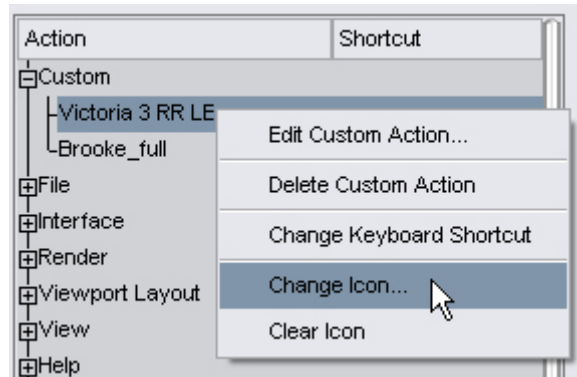 Action Shortcut
Custom
Victoria 3 RR LE
Edit Custom Action...
Brooke_full
File
Delete Custom Action
Interface
Change Keyboard Shortcut
Render
Viewport Layout
Change Icon...
View
Clear Icon
Help